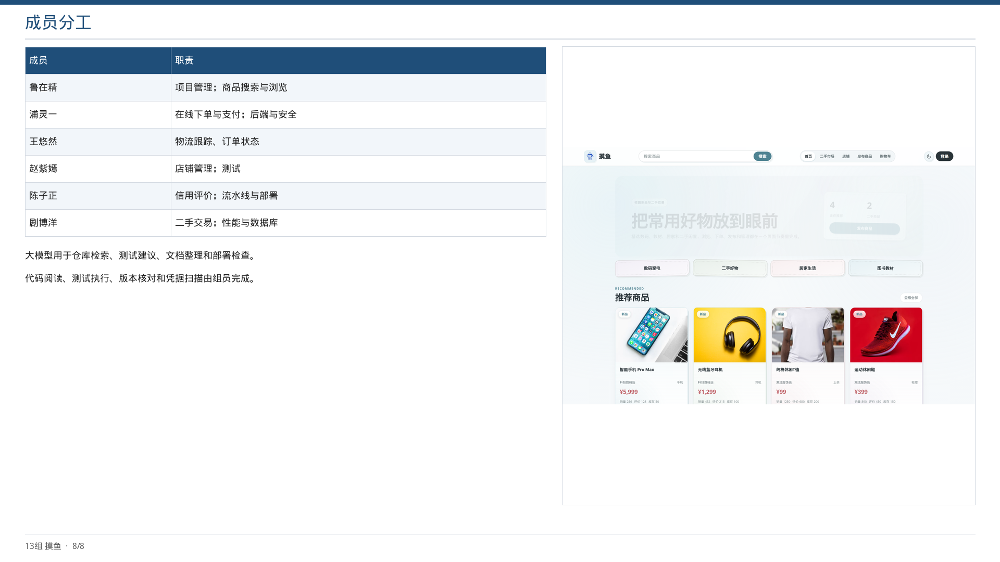 成员分工
成员 职责
鲁在精 项目管理；商品搜索与浏览
浦灵一 在线下单与支付；后端与安全
王悠然 物流跟踪、订单状态
赵紫嫣 店铺管理；测试
陈子正 信用评价；流水线与部署
剧博洋 二手交易；性能与数据库
大模型用于仓库检索、测试建议、文档整理和部署检查。
代码阅读、测试执行、版本核对和凭据扫描由组员完成。
摸鱼 搜索商品 搜索 首页 二手市场 店铺 发布商品 购物车 登录
4 2
把常用好物放到眼前
数码家电 二手好物 居家生活 图书教材
RECOMMENDED
推荐商品 查看全部
新品 新品 新品 新品
智能手机 Pro Max 无线蓝牙耳机 纯棉休闲T恤 运动休闲鞋
科技数码店 手机 科技数码店 耳机 潮流服饰店 上装 潮流服饰店 鞋履
¥5,999 ¥1,299 ¥99 ¥399
销量 256 评价 128 库存 50 销量 432 评价 215 库存 100 销量 1250 评价 680 库存 200 销量 890 评价 450 库存 150
13组 摸鱼 · 8/8